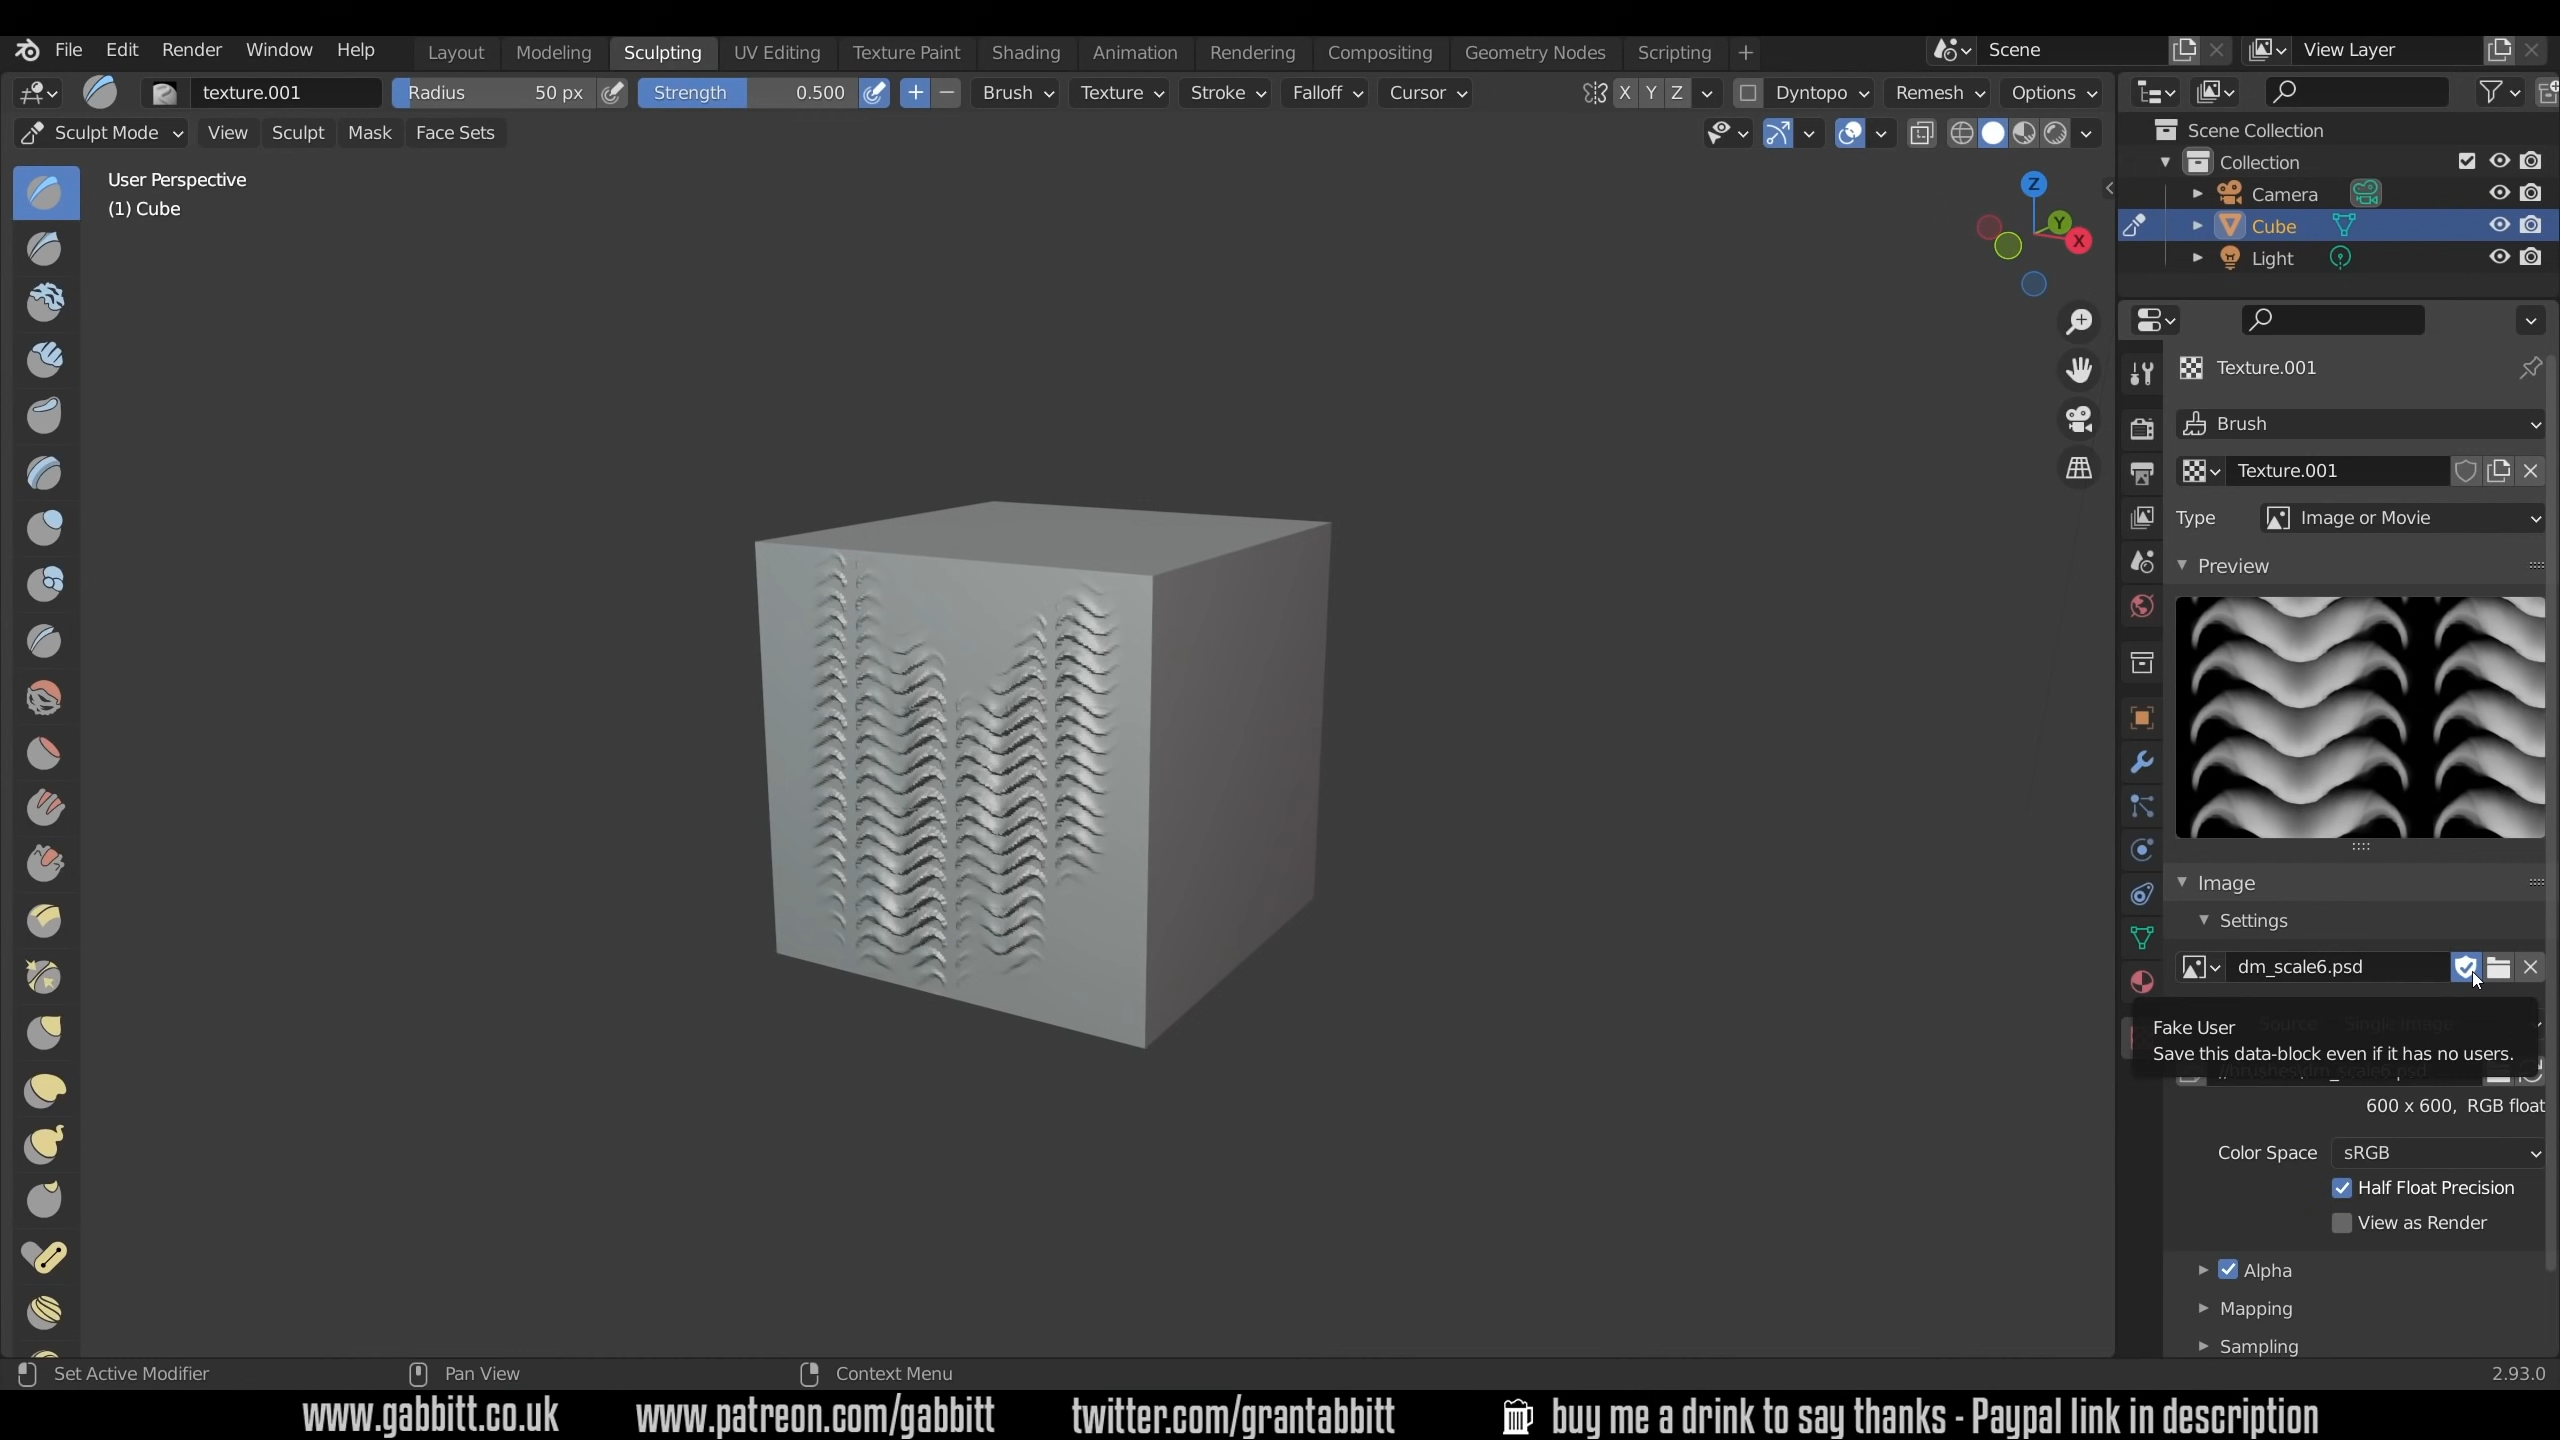 File Edit Render Window Help Layout Modeling Sculpting UV Editing Texture Paint Shading Animation Rendering Compositing Geometry Nodes Scripting + Scene View Layer
texture.001 Radius 50 px Strength 0.500 Brush Texture Stroke Falloff Cursor X Y Z Dyntopo Remesh Options
Sculpt Mode View Sculpt Mask Face Sets
User Perspective
(1) Cube
Z
Y
X
Scene Collection
Collection
Camera
Cube
Light
Texture.001
Brush
Texture.001
Type Image or Movie
Preview
Image
Settings
dm_scale6.psd
Source Single Image
Fake User
Save this data-block even if it has no users.
//brushes\dm_scale6.psd
600 x 600, RGB float
Color Space sRGB
Half Float Precision
View as Render
Alpha
Mapping
Sampling
Set Active Modifier Pan View Context Menu 2.93.0
www.gabbitt.co.uk www.patreon.com/gabbitt twitter.com/grantabbitt buy me a drink to say thanks - Paypal link in description